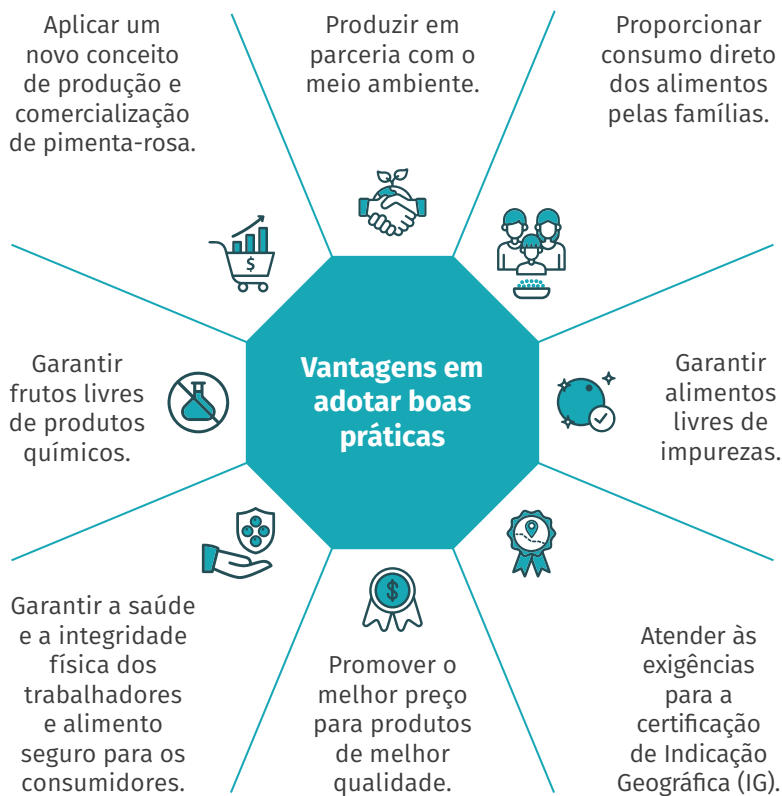 Aplicar um
novo conceito
de produção e
comercialização
de pimenta-rosa.
Produzir em
parceria com o
meio ambiente.
Proporcionar
consumo direto
dos alimentos
pelas famílias.
$
Garantir
frutos livres
de produtos
químicos.
Vantagens em
adotar boas
práticas
Garantir
alimentos
livres de
impurezas.
Garantir a saúde
e a integridade
física dos
trabalhadores
e alimento
seguro para os
consumidores.
$
Promover o
melhor preço
para produtos
de melhor
qualidade.
Atender às
exigências
para a
certificação
de Indicação
Geográfica (IG).